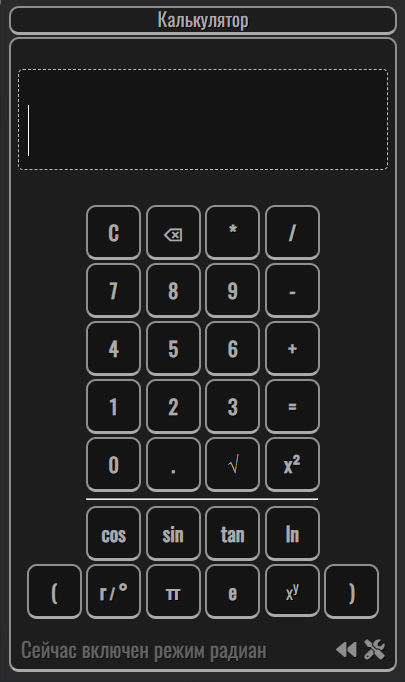 Калькулятор
C * /
7 8 9 -
4 5 6 +
1 2 3 =
0 . √ x²
cos sin tan ln
( r/° π e xʸ )
Сейчас включен режим радиан